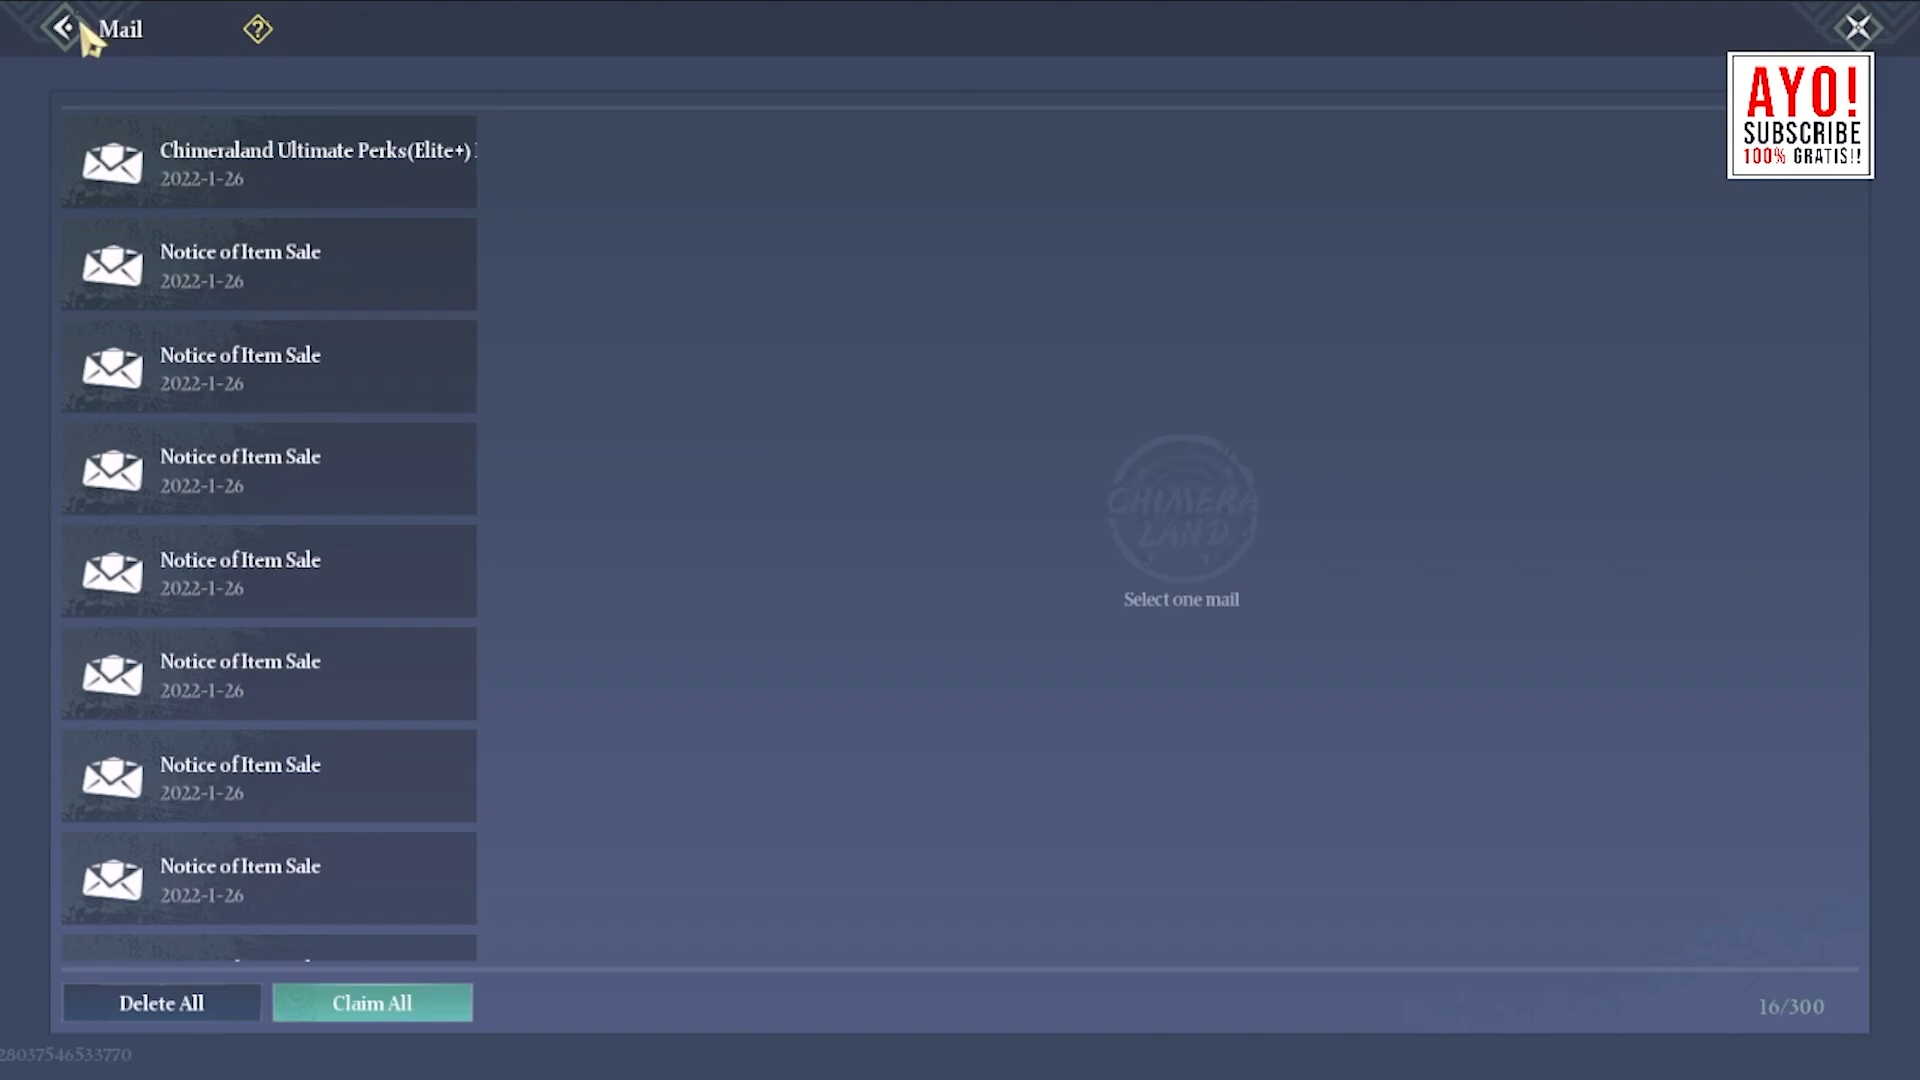 Mail
?
AYO!
SUBSCRIBE
100% GRATIS!!
Chimeraland Ultimate Perks(Elite+)
2022-1-26
Notice of Item Sale
2022-1-26
Notice of Item Sale
2022-1-26
Notice of Item Sale
2022-1-26
Notice of Item Sale
2022-1-26
Notice of Item Sale
2022-1-26
Notice of Item Sale
2022-1-26
Notice of Item Sale
2022-1-26
CHIMERA
LAND
Select one mail
Delete All
Claim All
16/300
28037546533770